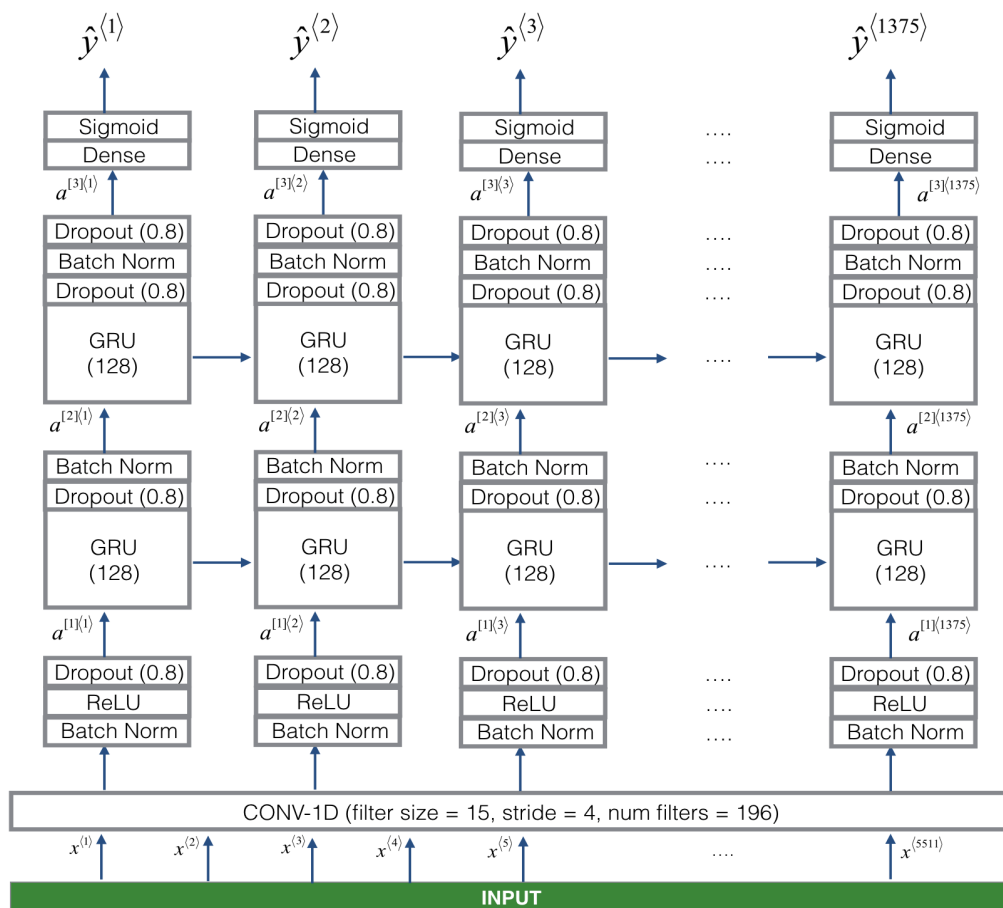 ŷ⟨1⟩ ŷ⟨2⟩ ŷ⟨3⟩ ŷ⟨1375⟩
Sigmoid Sigmoid Sigmoid .... Sigmoid
Dense Dense Dense .... Dense
a[3]⟨1⟩ a[3]⟨2⟩ a[3]⟨3⟩ a[3]⟨1375⟩
Dropout (0.8) Dropout (0.8) Dropout (0.8) .... Dropout (0.8)
Batch Norm Batch Norm Batch Norm .... Batch Norm
Dropout (0.8) Dropout (0.8) Dropout (0.8) .... Dropout (0.8)
GRU GRU GRU .... GRU
(128) (128) (128) (128)
a[2]⟨1⟩ a[2]⟨2⟩ a[2]⟨3⟩ a[2]⟨1375⟩
Batch Norm Batch Norm Batch Norm .... Batch Norm
Dropout (0.8) Dropout (0.8) Dropout (0.8) .... Dropout (0.8)
GRU GRU GRU .... GRU
(128) (128) (128) (128)
a[1]⟨1⟩ a[1]⟨2⟩ a[1]⟨3⟩ a[1]⟨1375⟩
Dropout (0.8) Dropout (0.8) Dropout (0.8) .... Dropout (0.8)
ReLU ReLU ReLU .... ReLU
Batch Norm Batch Norm Batch Norm .... Batch Norm
CONV-1D (filter size = 15, stride = 4, num filters = 196)
x⟨1⟩ x⟨2⟩ x⟨3⟩ x⟨4⟩ x⟨5⟩ .... x⟨5511⟩
INPUT